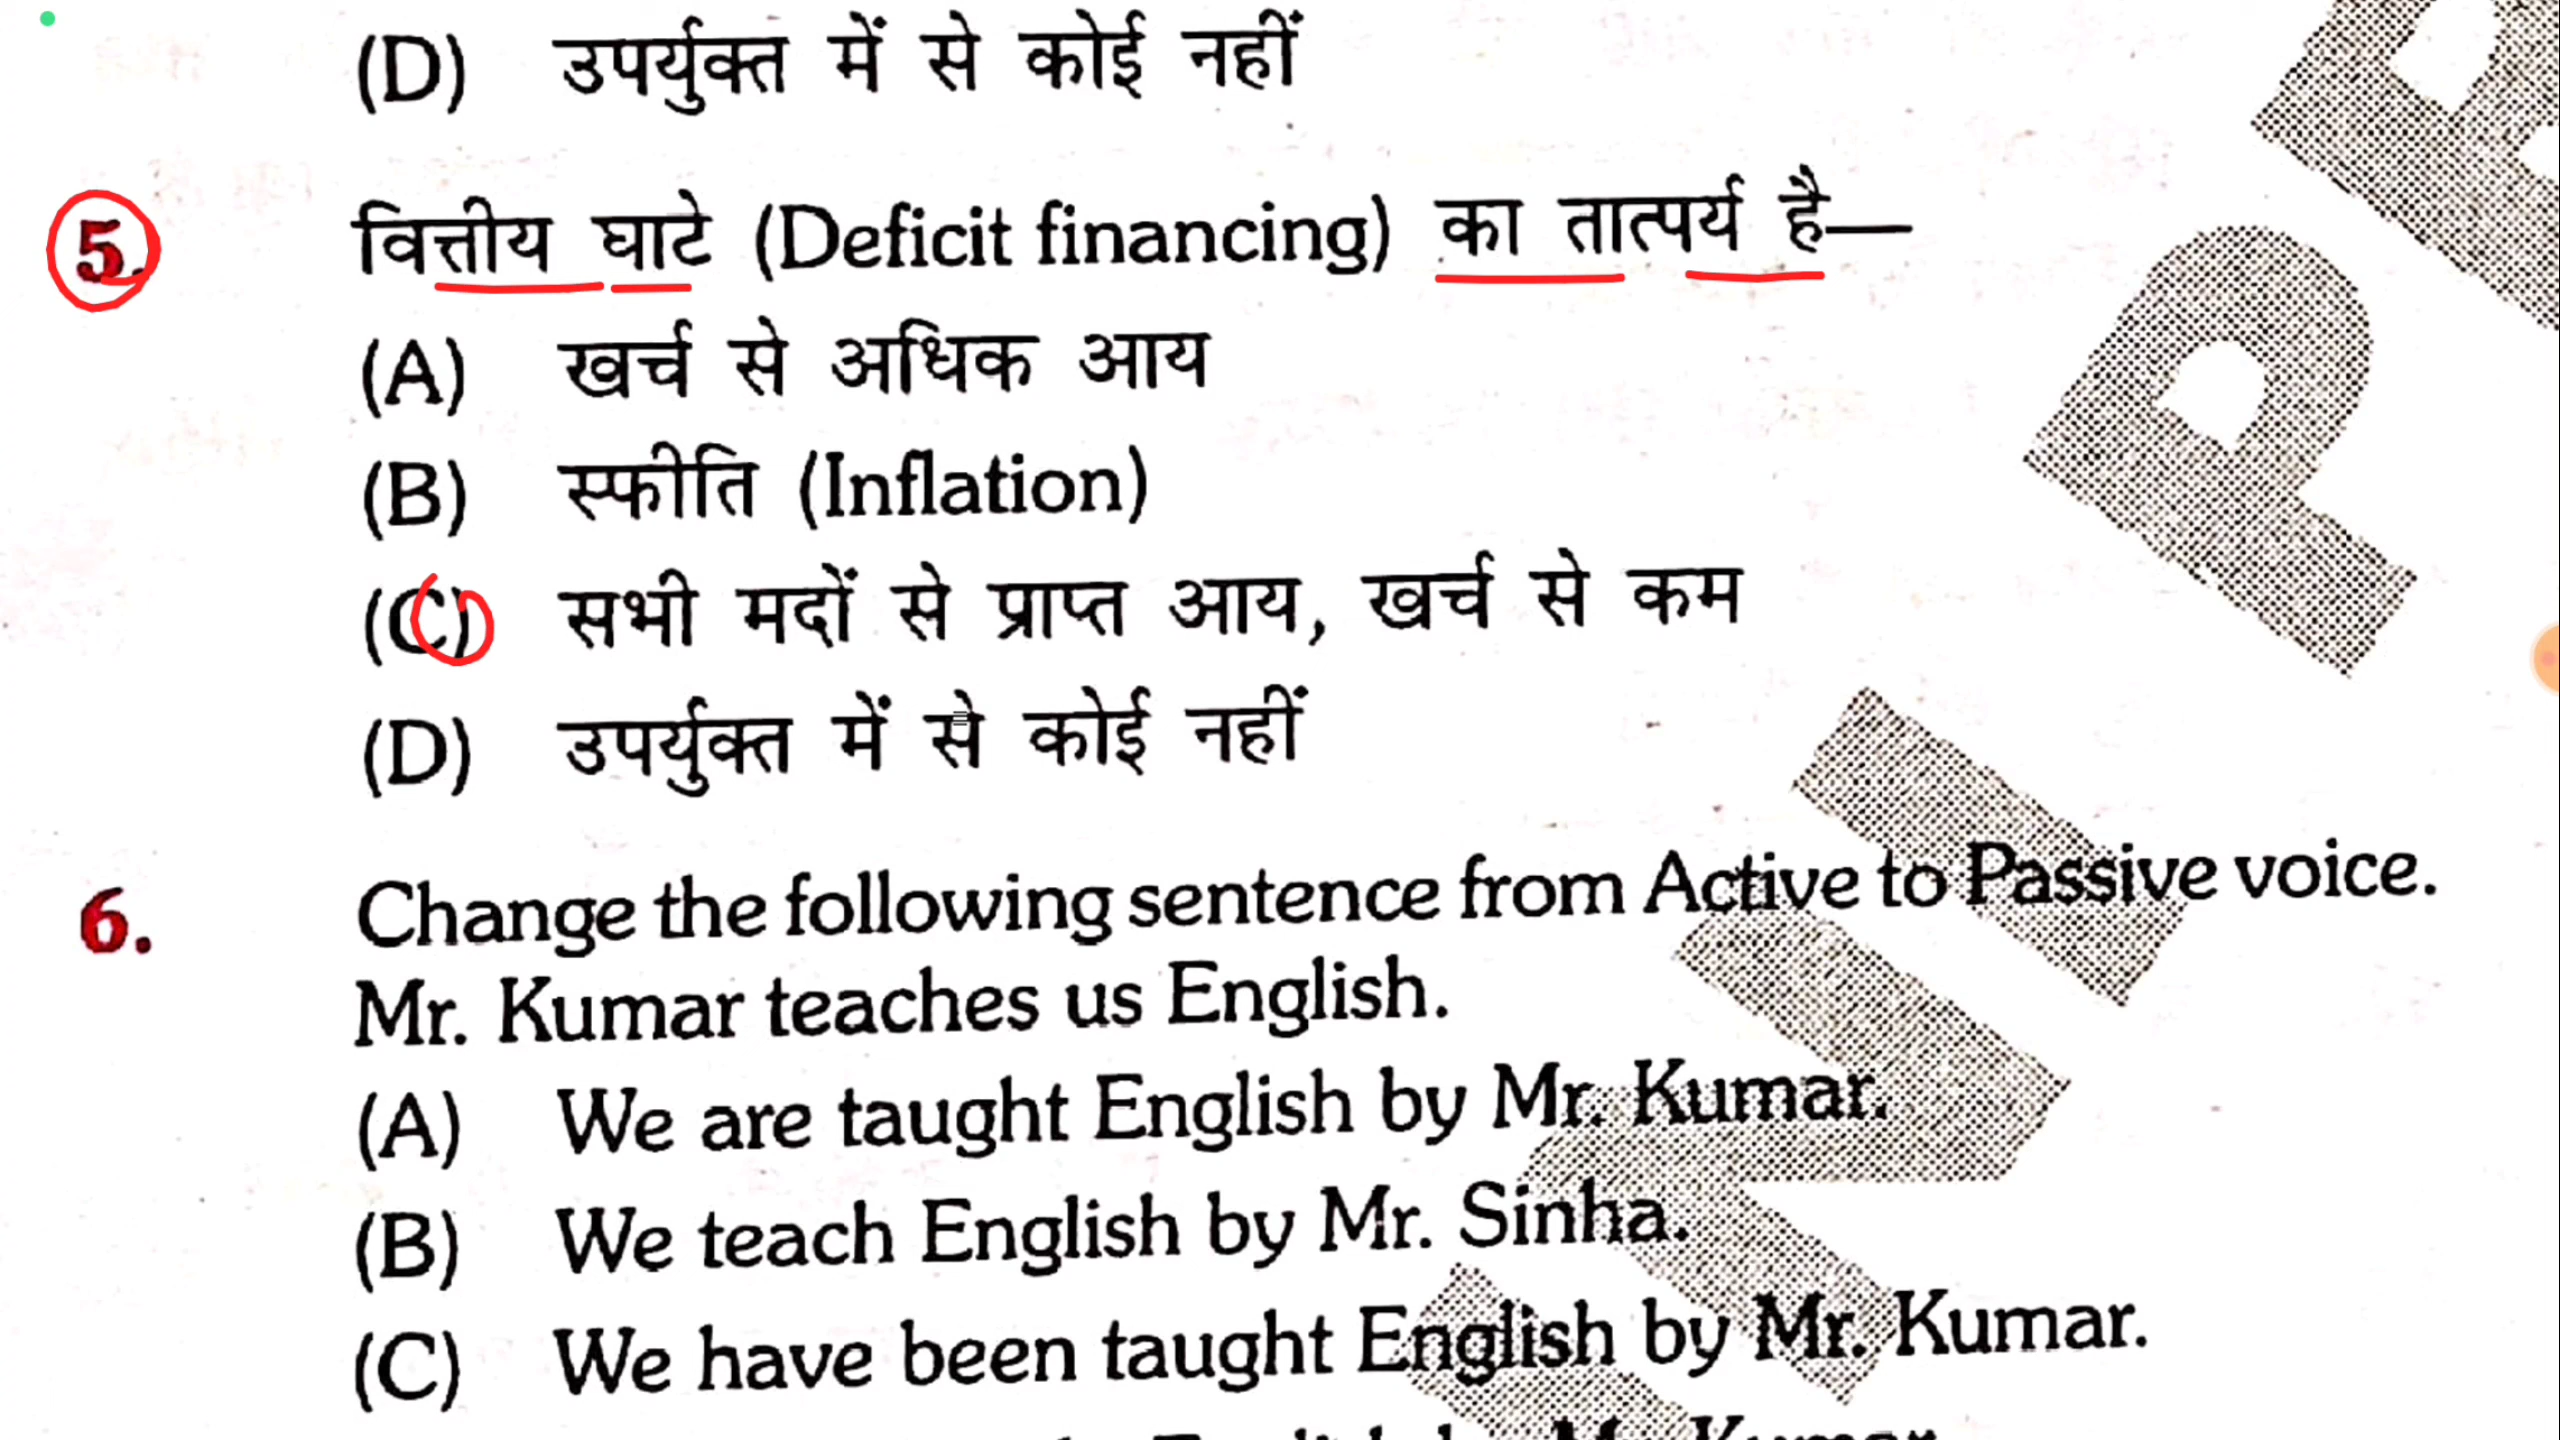 (D) उपर्युक्त में से कोई नहीं
5. वित्तीय घाटे (Deficit financing) का तात्पर्य है—
(A) खर्च से अधिक आय
(B) स्फीति (Inflation)
(C) सभी मदों से प्राप्त आय, खर्च से कम
(D) उपर्युक्त में से कोई नहीं
6. Change the following sentence from Active to Passive voice.
Mr. Kumar teaches us English.
(A) We are taught English by Mr. Kumar.
(B) We teach English by Mr. Sinha.
(C) We have been taught English by Mr. Kumar.